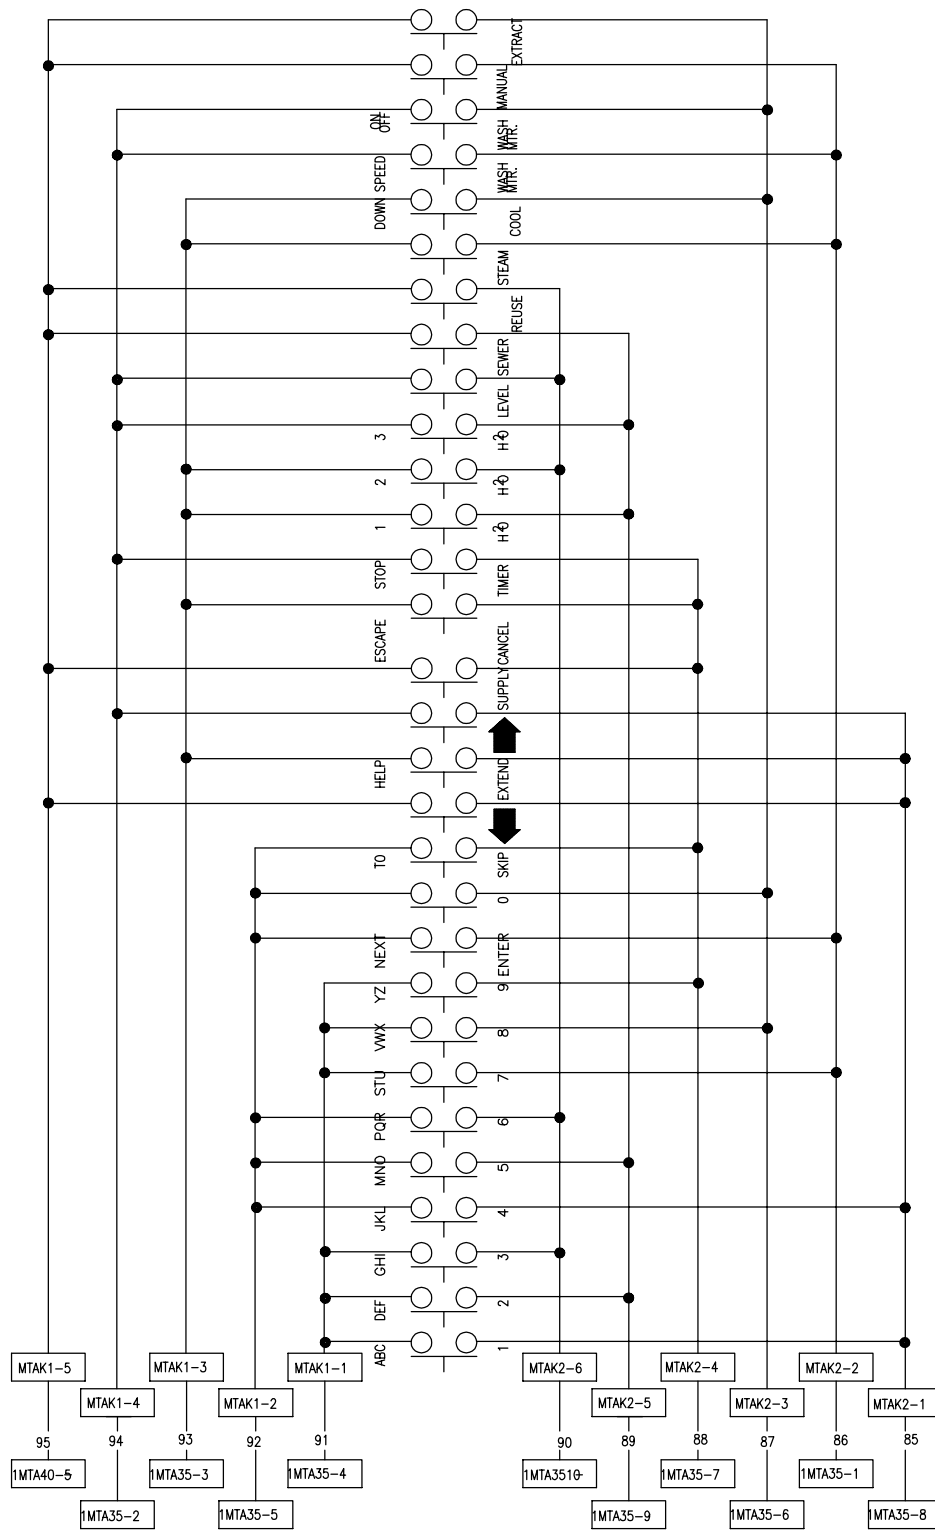 EXTRACT
MANUAL
ON
OFF
WASH
MTR.
DOWN SPEED
WASH
MTR.
COOL
STEAM
REUSE
SEWER
LEVEL
3
H2O
2
H2O
1
H2O
STOP
TIMER
ESCAPE
CANCEL
SUPPLY
HELP
EXTEND
TO
SKIP
0
NEXT
ENTER
YZ
9
VWX
8
STU
7
PQR
6
MNO
5
JKL
4
GHI
3
DEF
2
ABC
1
MTAK1-5
MTAK1-3
MTAK1-1
MTAK2-6
MTAK2-4
MTAK2-2
MTAK1-4
MTAK1-2
MTAK2-5
MTAK2-3
MTAK2-1
95
94
93
92
91
90
89
88
87
86
85
1MTA40-5
1MTA35-3
1MTA35-4
1MTA3510-
1MTA35-7
1MTA35-1
1MTA35-2
1MTA35-5
1MTA35-9
1MTA35-6
1MTA35-8